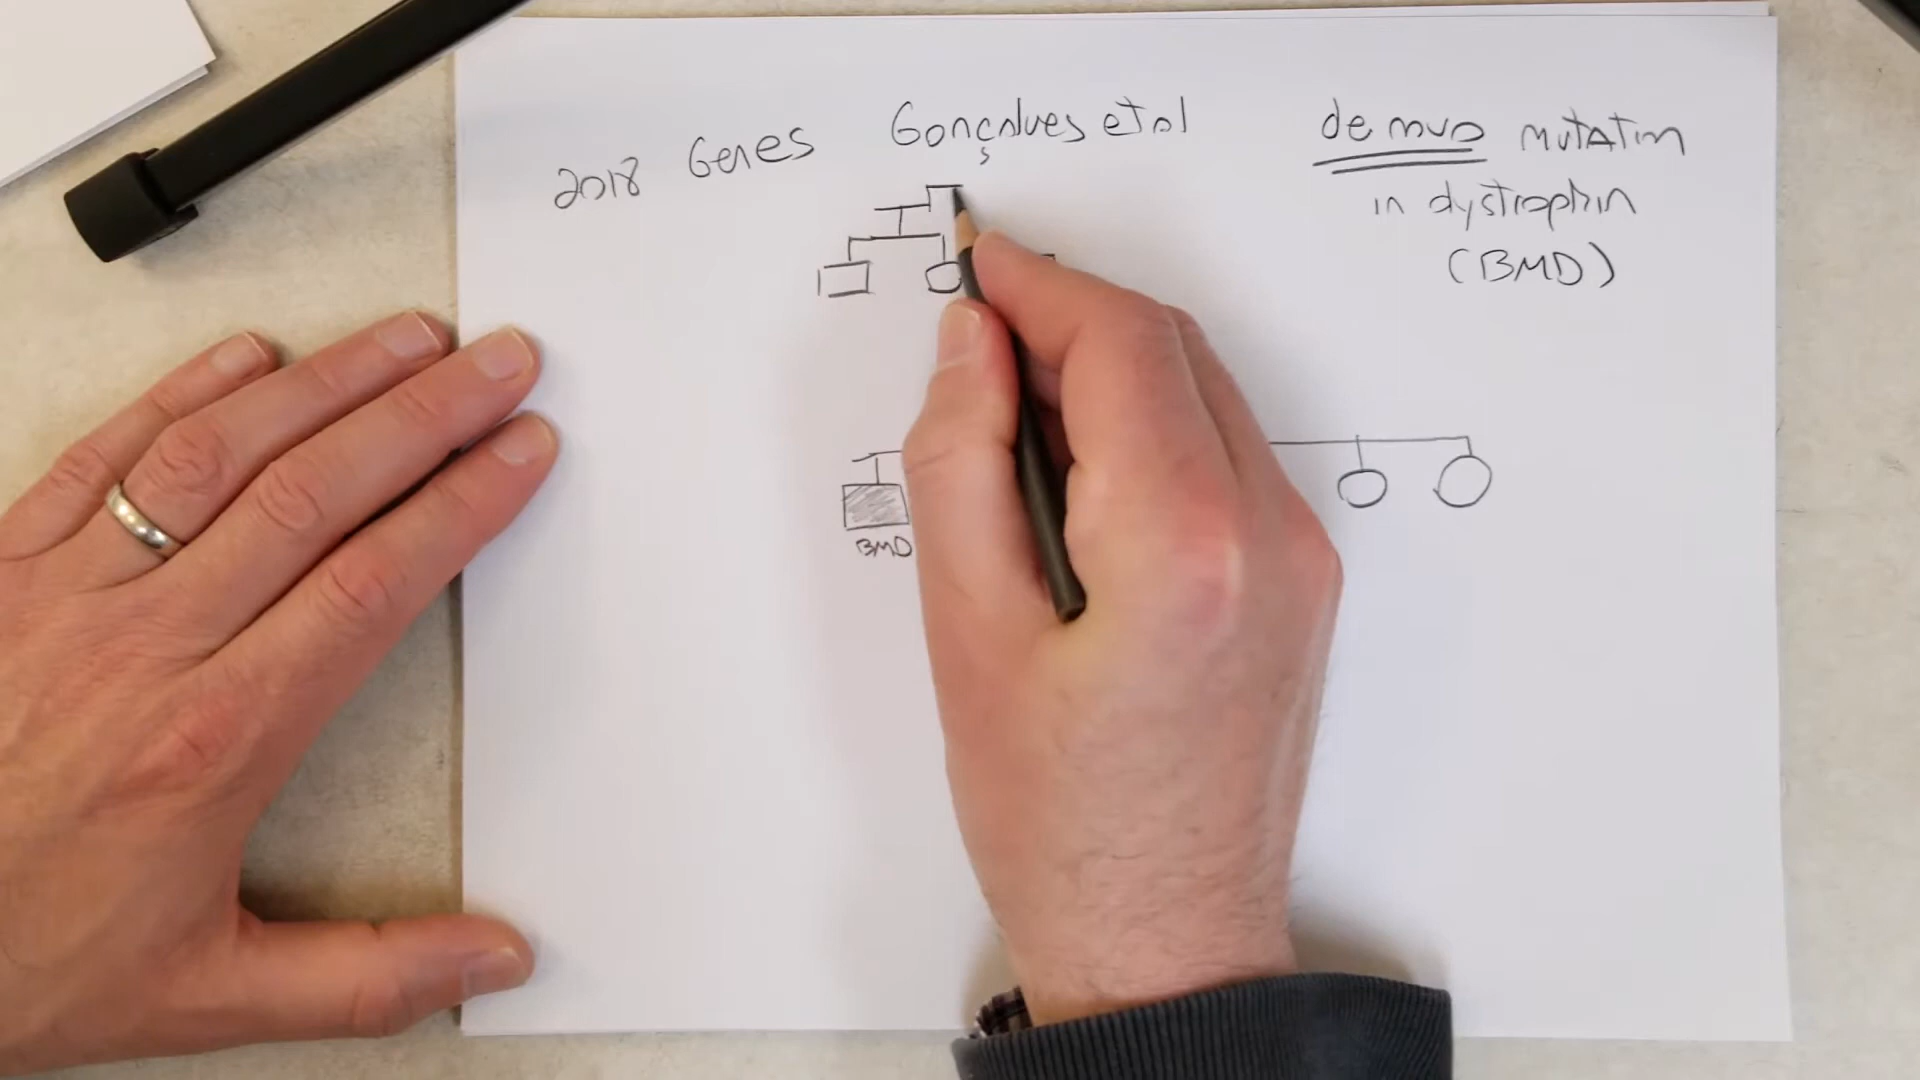 2018 Genes Gonçalves et al
de novo mutation
in dystrophin
(BMD)
BMD